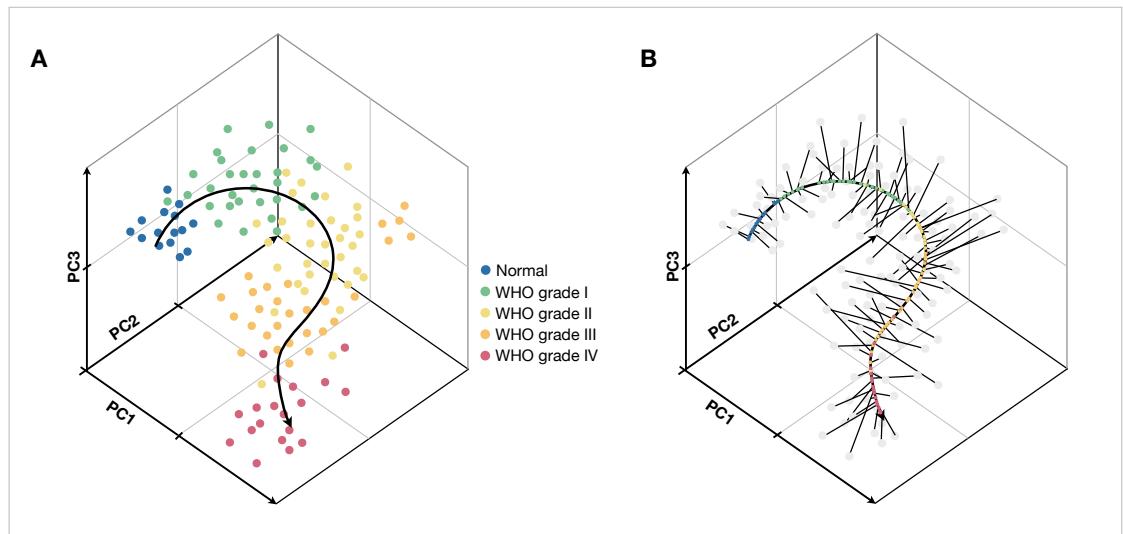 A
B
PC3
PC2
PC1
Normal
WHO grade I
WHO grade II
WHO grade III
WHO grade IV
PC3
PC2
PC1